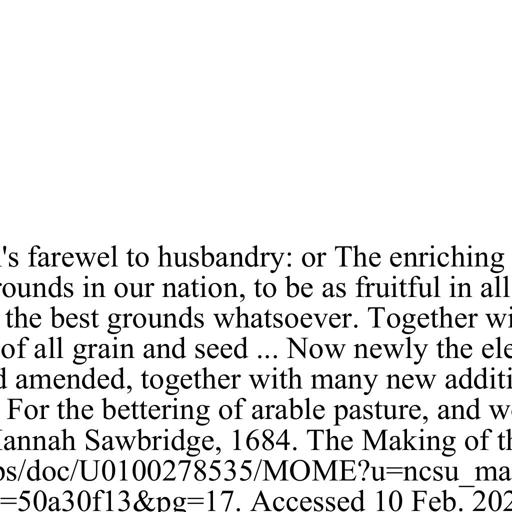 's farewel to husbandry: or The enriching
rounds in our nation, to be as fruitful in all
the best grounds whatsoever. Together wi
of all grain and seed ... Now newly the ele
d amended, together with many new additi
For the bettering of arable pasture, and w
Hannah Sawbridge, 1684. The Making of th
ps/doc/U0100278535/MOME?u=ncsu_ma
=50a30f13&pg=17. Accessed 10 Feb. 202